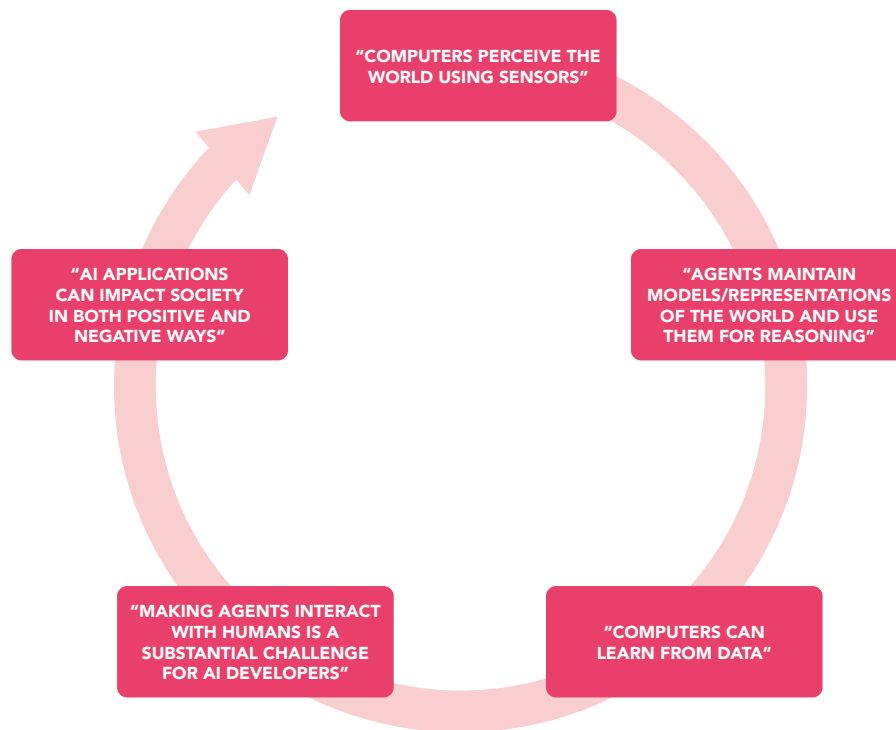 “COMPUTERS PERCEIVE THE
WORLD USING SENSORS”
“AGENTS MAINTAIN
MODELS/REPRESENTATIONS
OF THE WORLD AND USE
THEM FOR REASONING”
“COMPUTERS CAN
LEARN FROM DATA”
“MAKING AGENTS INTERACT
WITH HUMANS IS A
SUBSTANTIAL CHALLENGE
FOR AI DEVELOPERS”
“AI APPLICATIONS
CAN IMPACT SOCIETY
IN BOTH POSITIVE AND
NEGATIVE WAYS”